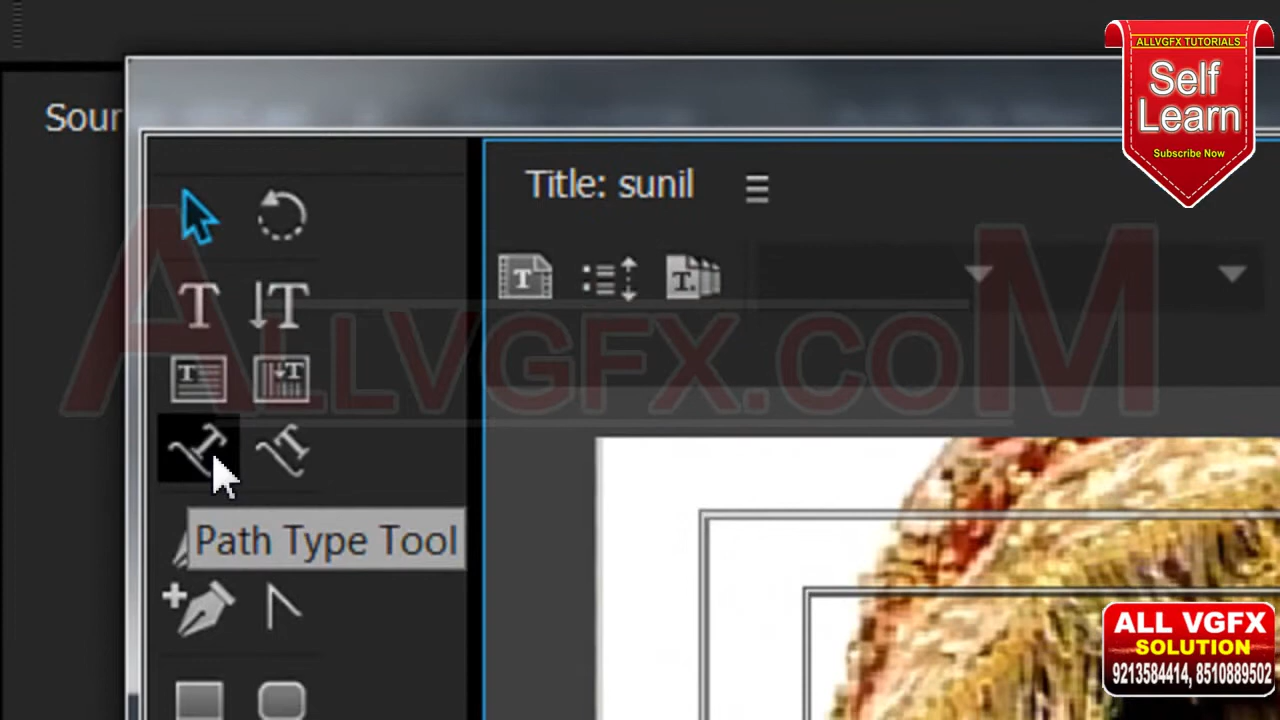 ALLVGFX TUTORIALS
Self
Learn
Subscribe Now
Sour
Title: sunil
ALLVGFX.COM
Path Type Tool
ALL VGFX
SOLUTION
9213584414, 8510889502